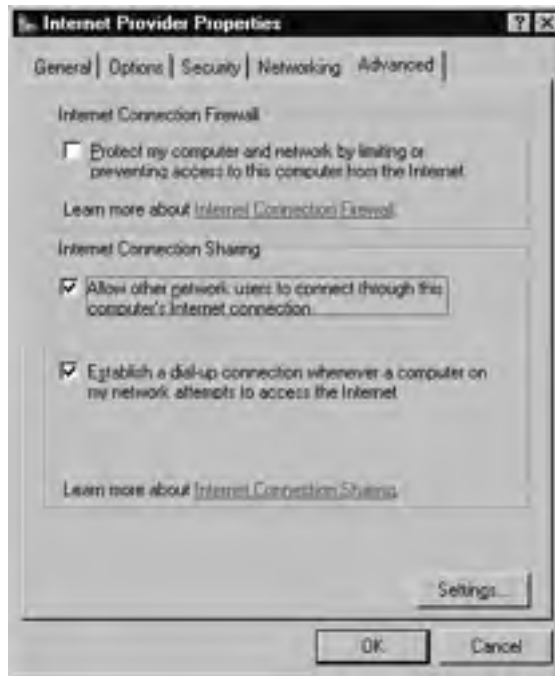 Internet Provider Properties
General Options Security Networking Advanced
Internet Connection Firewall
Protect my computer and network by limiting or
preventing access to this computer from the Internet
Learn more about Internet Connection Firewall.
Internet Connection Sharing
Allow other network users to connect through this
computer's Internet connection
Establish a dial-up connection whenever a computer on
my network attempts to access the Internet
Learn more about Internet Connection Sharing.
Settings...
OK Cancel